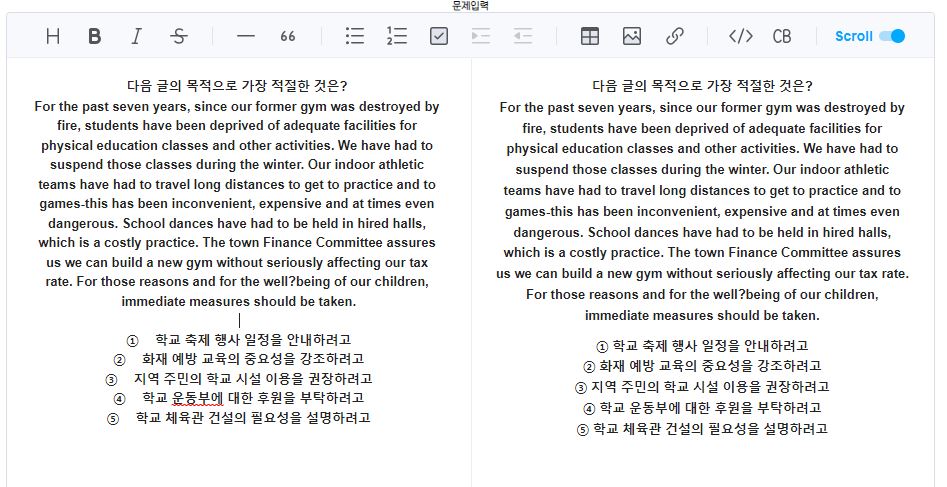 문제입력
H B I S — 66 </> CB Scroll
다음 글의 목적으로 가장 적절한 것은?
For the past seven years, since our former gym was destroyed by
fire, students have been deprived of adequate facilities for
physical education classes and other activities. We have had to
suspend those classes during the winter. Our indoor athletic
teams have had to travel long distances to get to practice and to
games-this has been inconvenient, expensive and at times even
dangerous. School dances have had to be held in hired halls,
which is a costly practice. The town Finance Committee assures
us we can build a new gym without seriously affecting our tax
rate. For those reasons and for the well?being of our children,
immediate measures should be taken.
① 학교 축제 행사 일정을 안내하려고
② 화재 예방 교육의 중요성을 강조하려고
③ 지역 주민의 학교 시설 이용을 권장하려고
④ 학교 운동부에 대한 후원을 부탁하려고
⑤ 학교 체육관 건설의 필요성을 설명하려고
다음 글의 목적으로 가장 적절한 것은?
For the past seven years, since our former gym was destroyed by
fire, students have been deprived of adequate facilities for
physical education classes and other activities. We have had to
suspend those classes during the winter. Our indoor athletic
teams have had to travel long distances to get to practice and to
games-this has been inconvenient, expensive and at times even
dangerous. School dances have had to be held in hired halls,
which is a costly practice. The town Finance Committee assures
us we can build a new gym without seriously affecting our tax rate.
For those reasons and for the well?being of our children,
immediate measures should be taken.
① 학교 축제 행사 일정을 안내하려고
② 화재 예방 교육의 중요성을 강조하려고
③ 지역 주민의 학교 시설 이용을 권장하려고
④ 학교 운동부에 대한 후원을 부탁하려고
⑤ 학교 체육관 건설의 필요성을 설명하려고